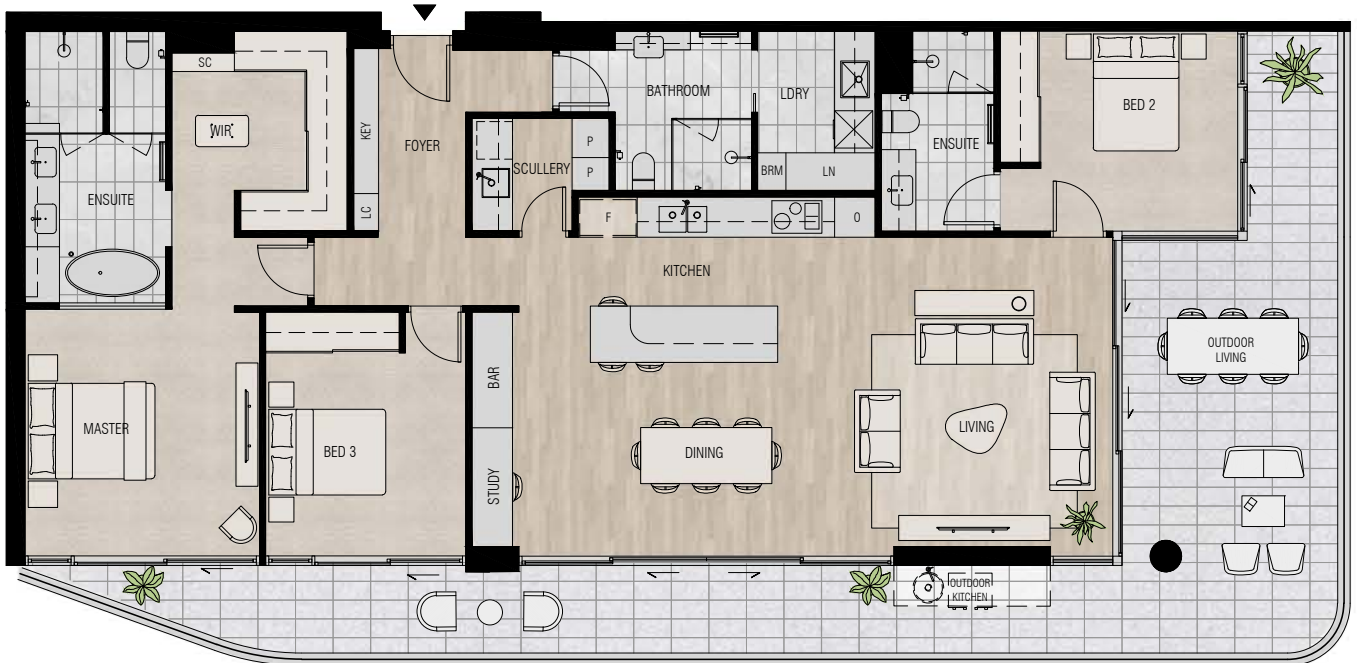 SC
WIR
ENSUITE
KEY
LC
FOYER
SCULLERY
P
P
BATHROOM
LDRY
BRM
LN
ENSUITE
BED 2
F
O
KITCHEN
OUTDOOR
LIVING
MASTER
BED 3
BAR
STUDY
DINING
LIVING
OUTDOOR
KITCHEN